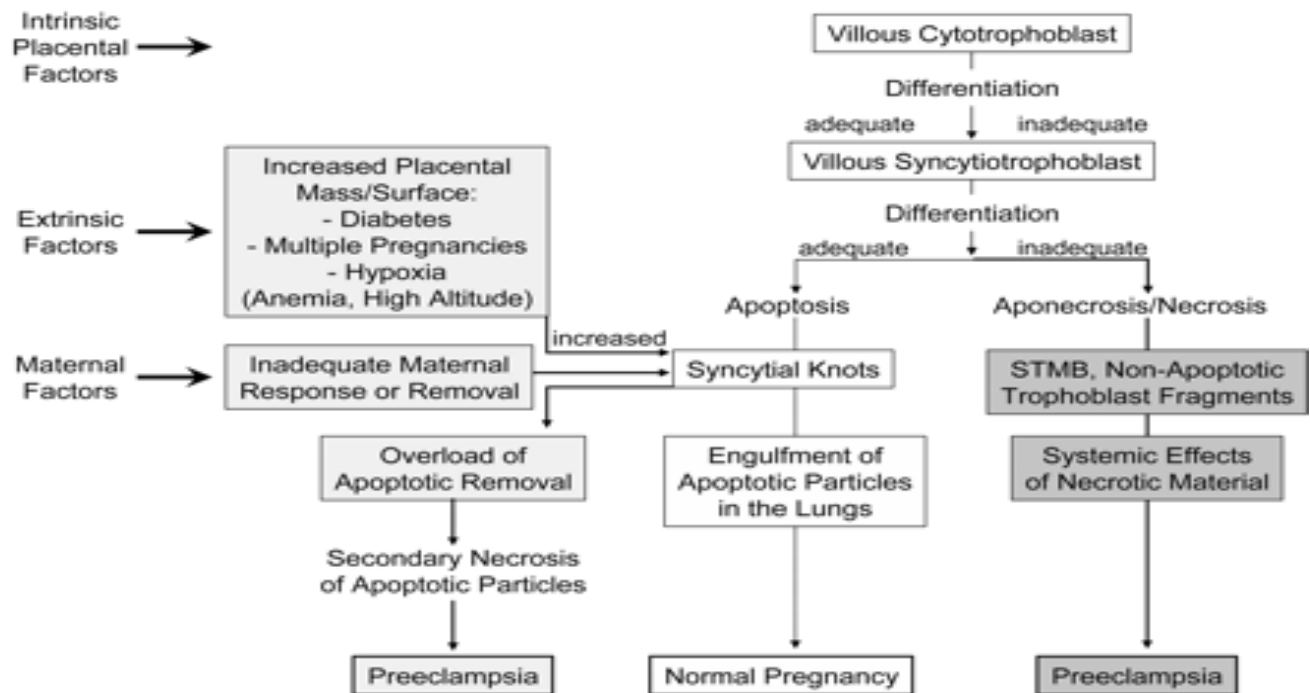 Intrinsic
Placental
Factors
Villous Cytotrophoblast
Differentiation
adequate inadequate
Villous Syncytiotrophoblast
Differentiation
adequate inadequate
Extrinsic
Factors
Increased Placental
Mass/Surface:
- Diabetes
- Multiple Pregnancies
- Hypoxia
(Anemia, High Altitude)
Apoptosis
Aponecrosis/Necrosis
increased
Maternal
Factors
Inadequate Maternal
Response or Removal
Syncytial Knots
STMB, Non-Apoptotic
Trophoblast Fragments
Overload of
Apoptotic Removal
Engulfment of
Apoptotic Particles
in the Lungs
Systemic Effects
of Necrotic Material
Secondary Necrosis
of Apoptotic Particles
Preeclampsia
Normal Pregnancy
Preeclampsia